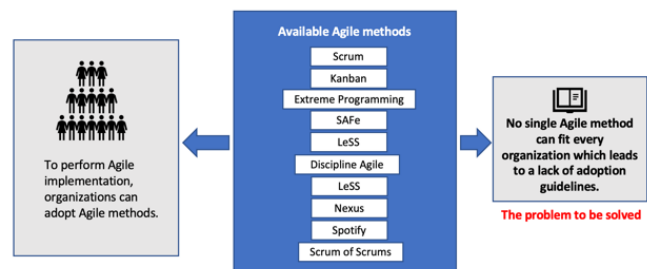 To perform Agile
implementation,
organizations can
adopt Agile methods.
Available Agile methods
Scrum
Kanban
Extreme Programming
SAFe
LeSS
Discipline Agile
LeSS
Nexus
Spotify
Scrum of Scrums
No single Agile method
can fit every
organization which leads
to a lack of adoption
guidelines.
The problem to be solved